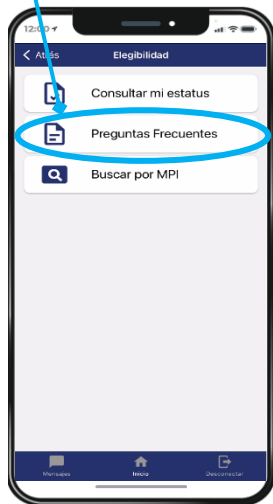 12:00
Atrás
Elegibilidad
Consultar mi estatus
Preguntas Frecuentes
Buscar por MPI
Mensajes
Inicio
Desconectar